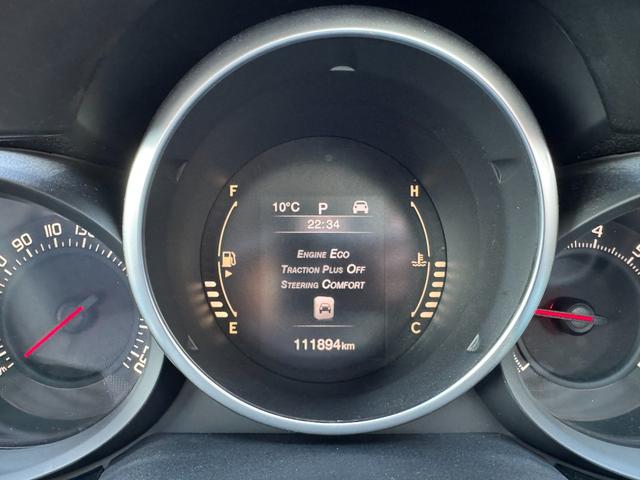 F
H
10°C P
22:34
ENGINE ECO
TRACTION PLUS OFF
STEERING COMFORT
E
C
111894km
90 110 130
4